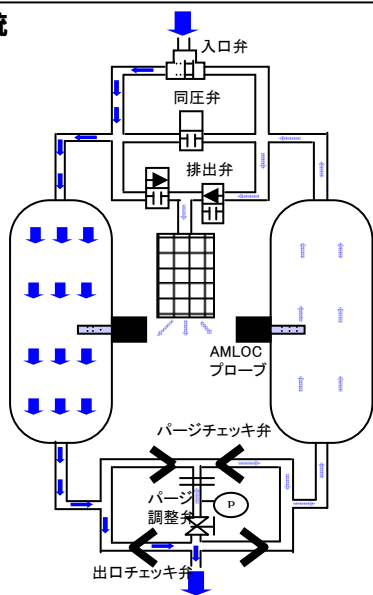 流
入口弁
同圧弁
排出弁
AMLOC
プローブ
パージチェッキ弁
パージ
調整弁
P
出口チェッキ弁